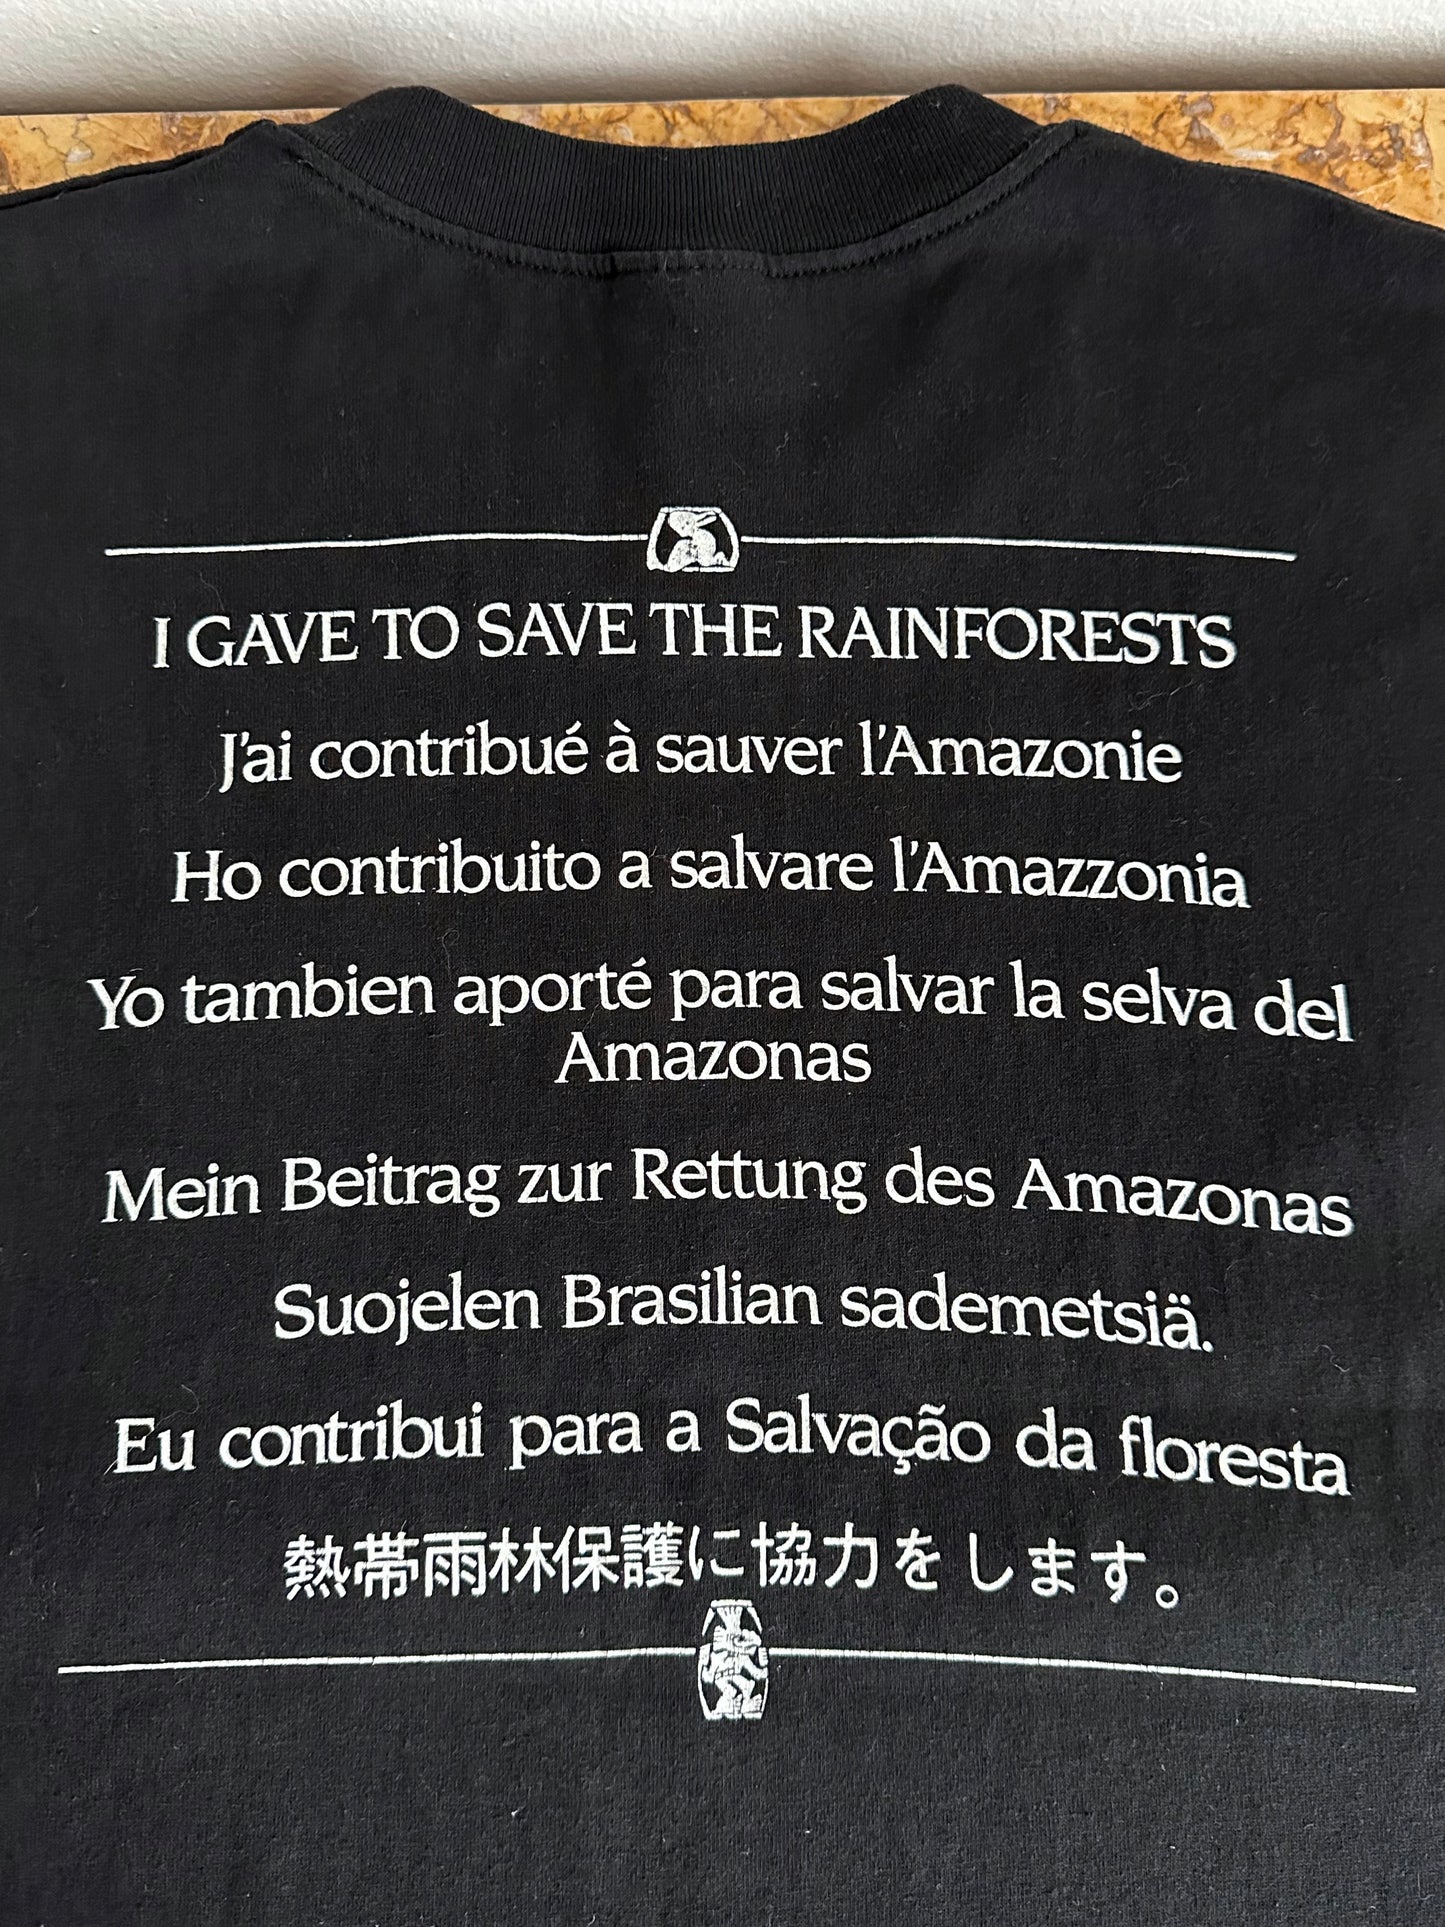 I GAVE TO SAVE THE RAINFORESTS
J'ai contribué à sauver l'Amazonie
Ho contribuito a salvare l'Amazzonia
Yo tambien aporté para salvar la selva del
Amazonas
Mein Beitrag zur Rettung des Amazonas
Suojelen Brasilian sademetsiä.
Eu contribui para a Salvação da floresta
熱帯雨林保護に協力をします。